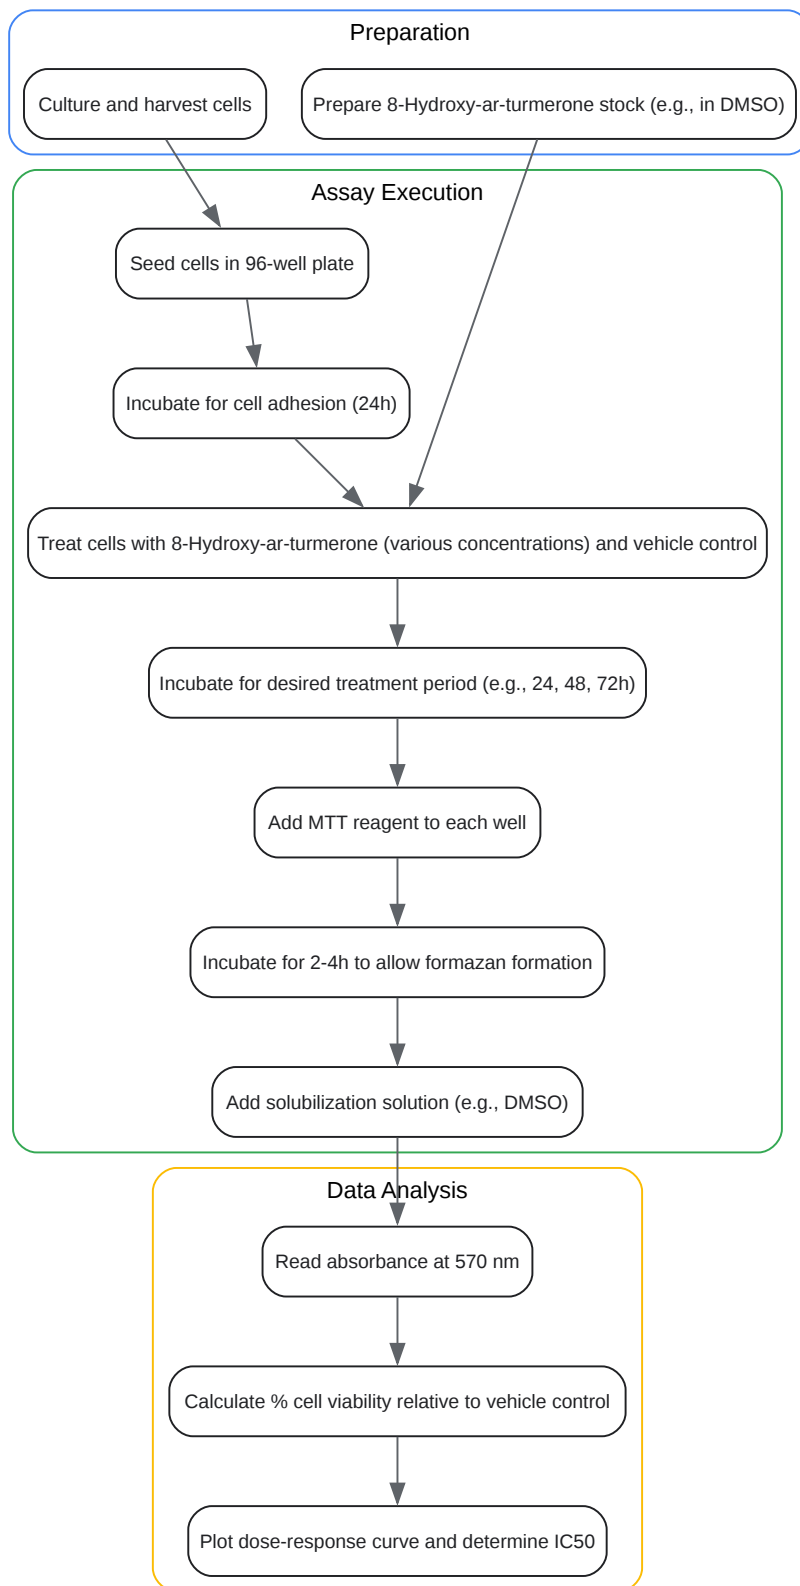 Preparation
Culture and harvest cells
Prepare 8-Hydroxy-ar-turmerone stock (e.g., in DMSO)
Assay Execution
Seed cells in 96-well plate
Incubate for cell adhesion (24h)
Treat cells with 8-Hydroxy-ar-turmerone (various concentrations) and vehicle control
Incubate for desired treatment period (e.g., 24, 48, 72h)
Add MTT reagent to each well
Incubate for 2-4h to allow formazan formation
Add solubilization solution (e.g., DMSO)
Data Analysis
Read absorbance at 570 nm
Calculate % cell viability relative to vehicle control
Plot dose-response curve and determine IC50